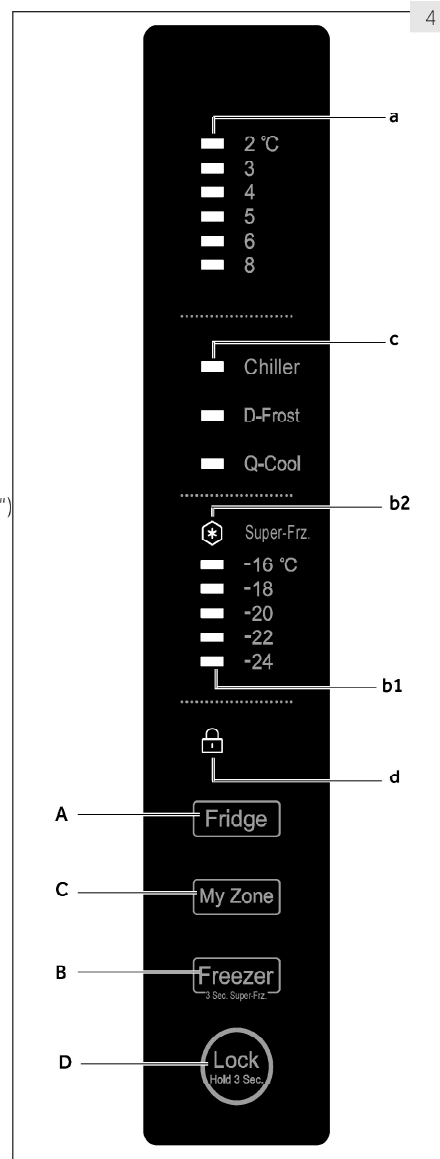 4
a
2 °C
3
4
5
6
8
c
Chiller
D-Frost
Q-Cool
")
b2
Super-Frz.
-16 °C
-18
-20
-22
-24
b1
d
A
Fridge
C
My Zone
B
Freezer
3 Sec. Super-Frz.
D
Lock
Hold 3 Sec.